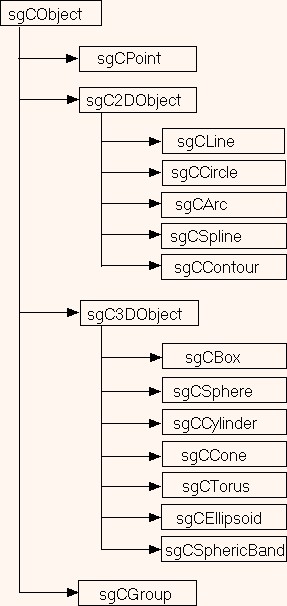 sgCObject
sgCPoint
sgC2DObject
sgCLine
sgCCircle
sgCArc
sgCSpline
sgCContour
sgC3DObject
sgCBox
sgCSphere
sgCCylinder
sgCCone
sgCTorus
sgCEllipsoid
sgCSphericBand
sgCGroup